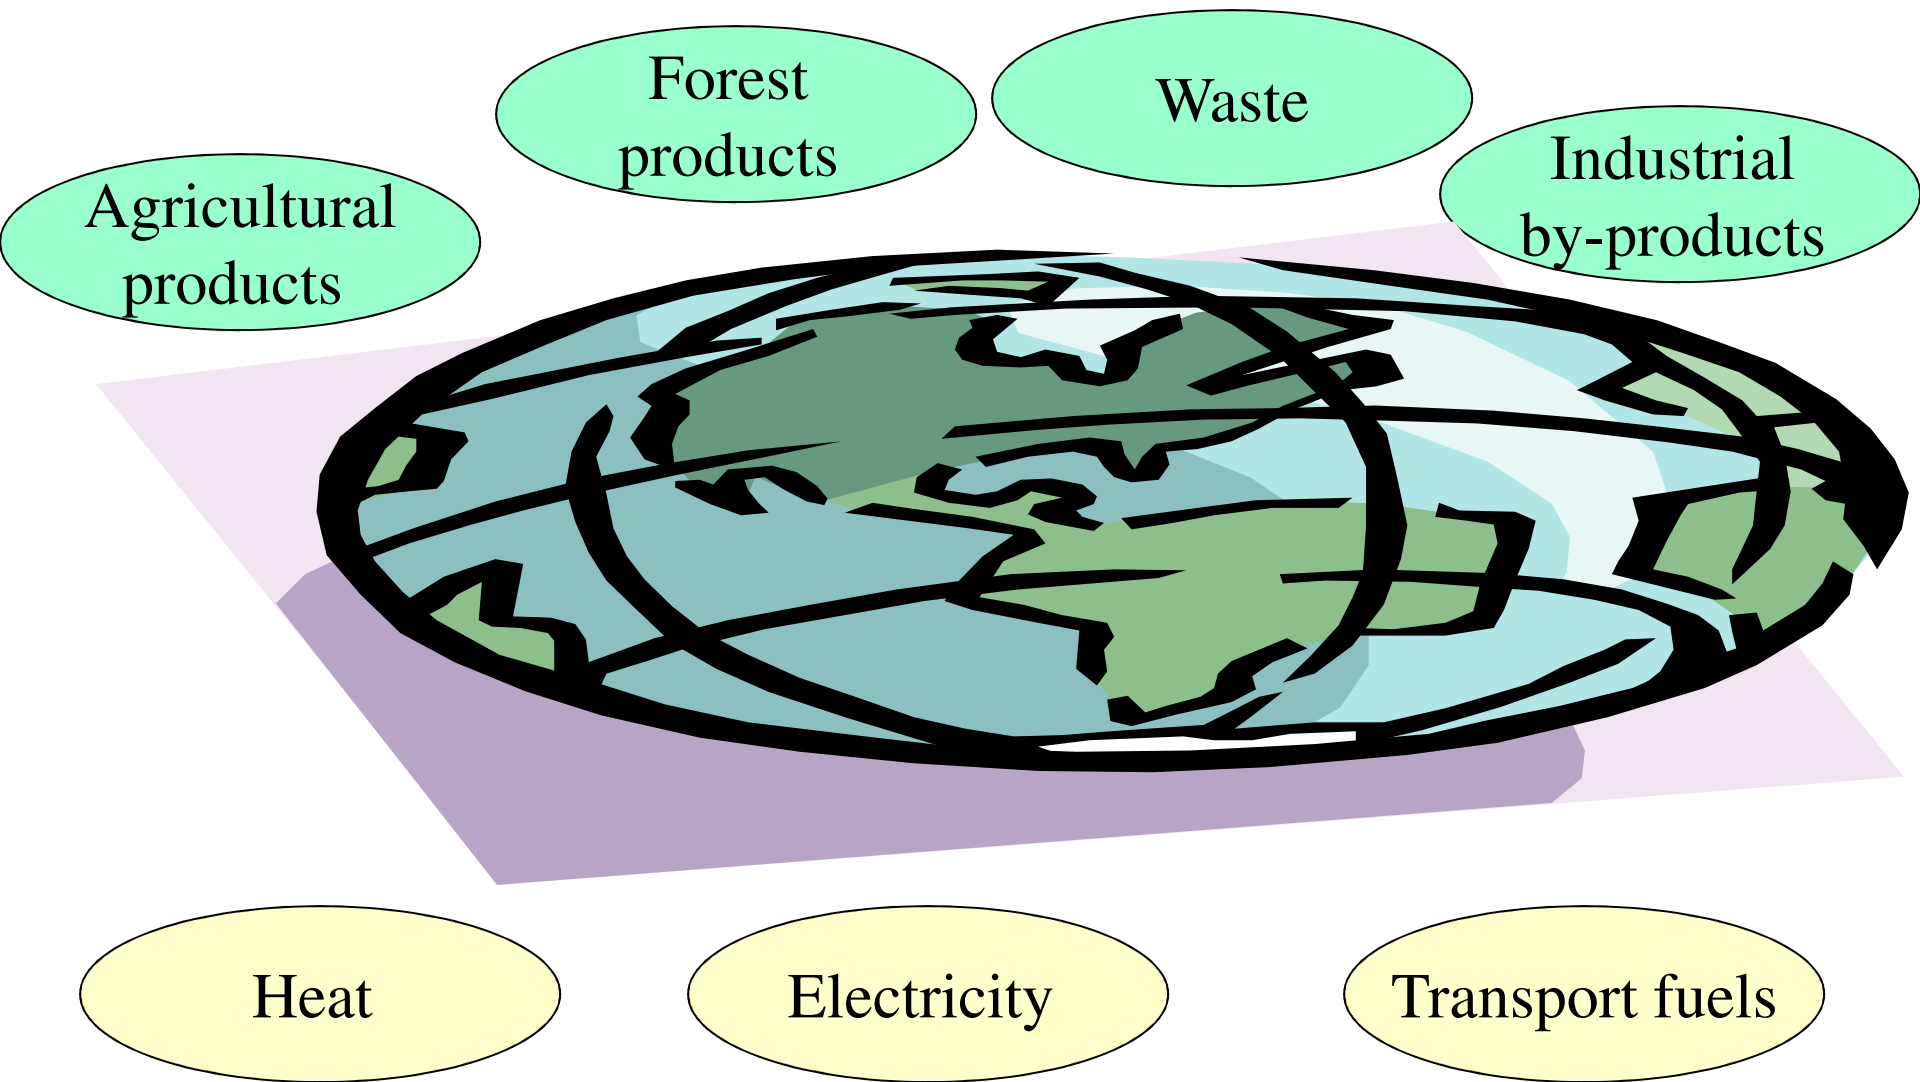 Forest
products
Waste
Industrial
by-products
Agricultural
products
Heat
Electricity
Transport fuels